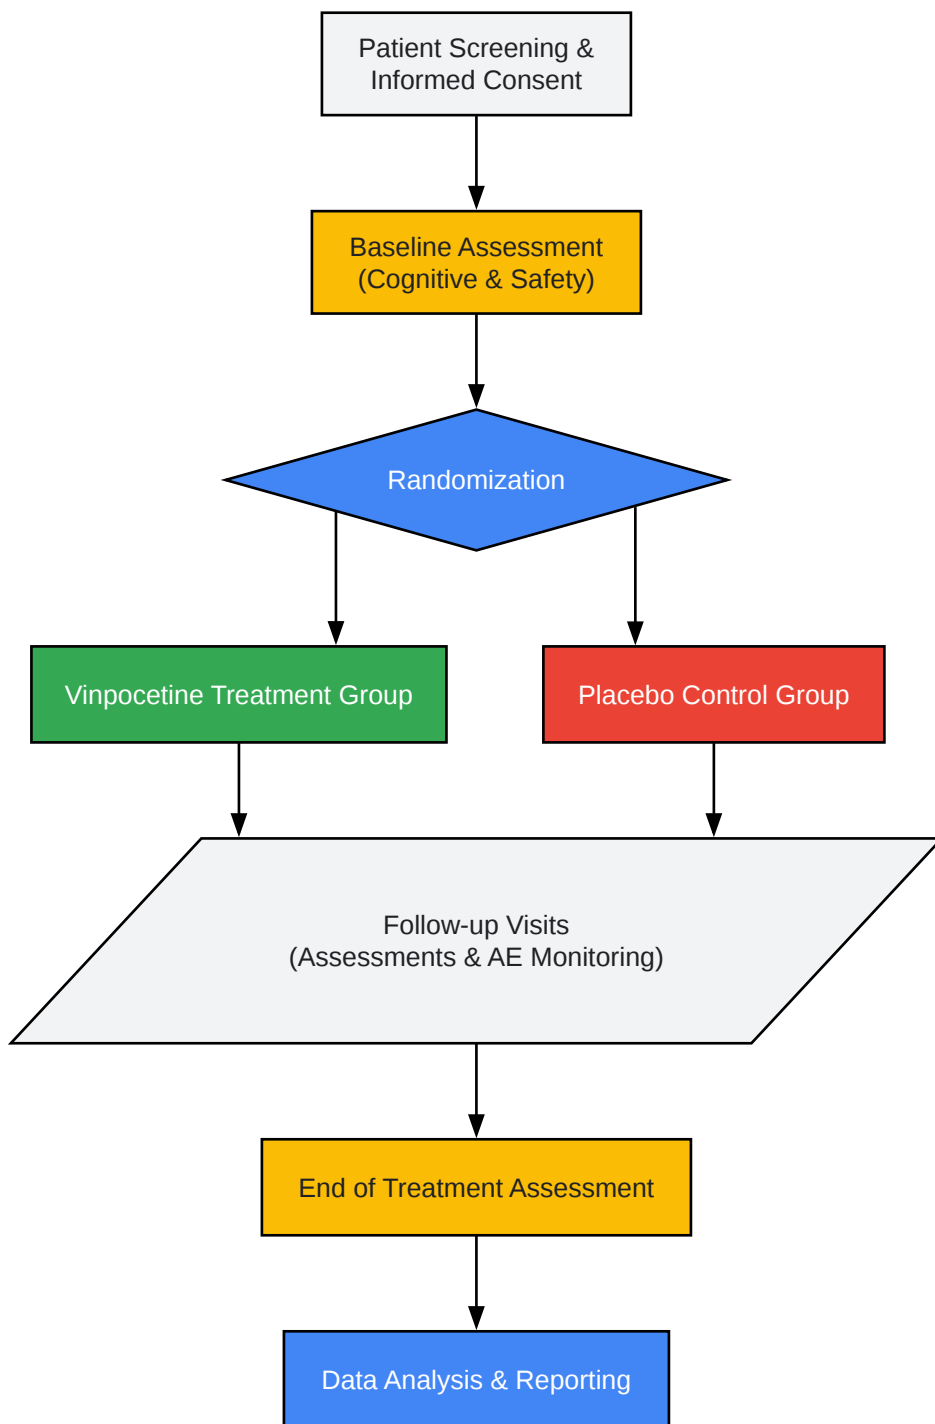 Patient Screening &
Informed Consent
Baseline Assessment
(Cognitive & Safety)
Randomization
Vinpocetine Treatment Group
Placebo Control Group
Follow-up Visits
(Assessments & AE Monitoring)
End of Treatment Assessment
Data Analysis & Reporting